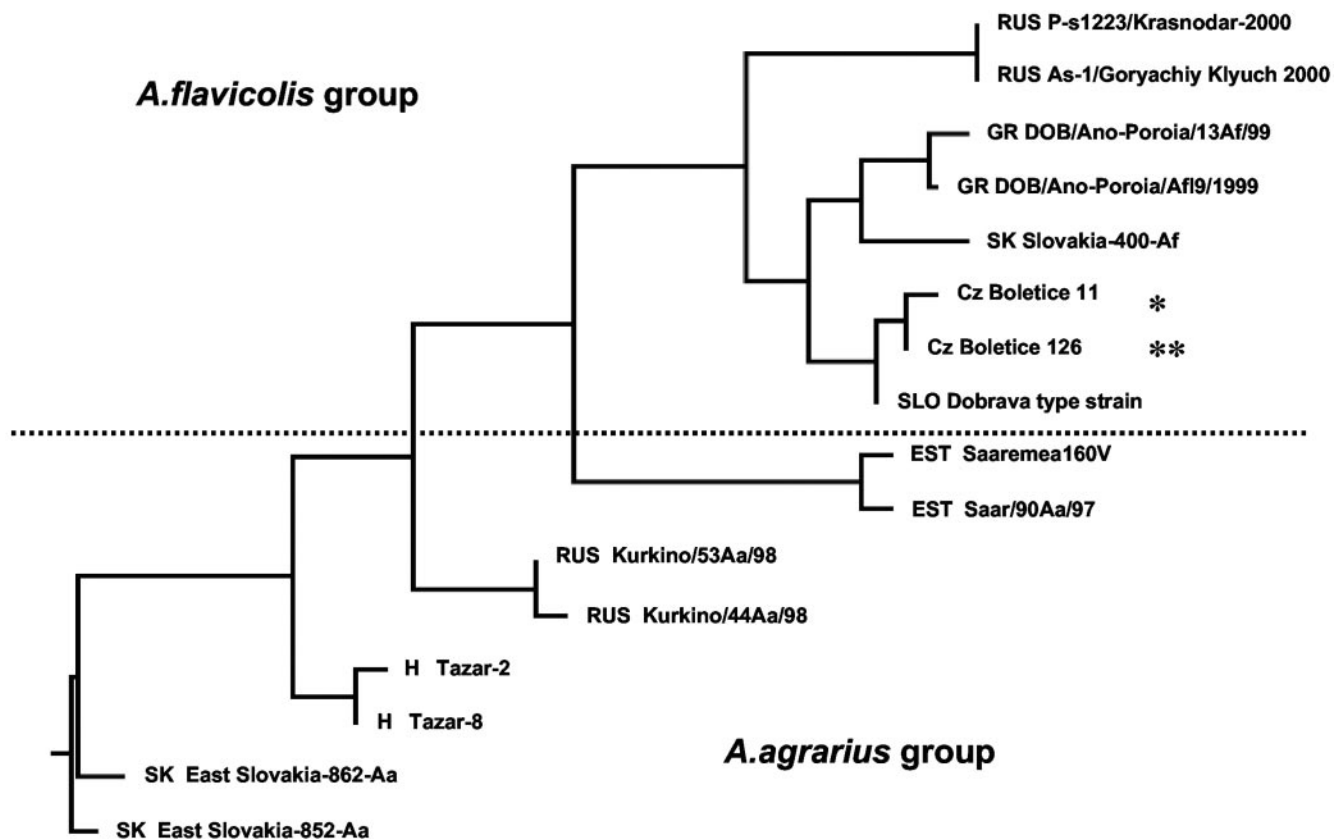 RUS P-s1223/Krasnodar-2000
A.flavicolis group
RUS As-1/Goryachiy Klyuch 2000
GR DOB/Ano-Poroia/13Af/99
GR DOB/Ano-Poroia/Afl9/1999
SK Slovakia-400-Af
Cz Boletice 11 *
Cz Boletice 126 **
SLO Dobrava type strain
EST Saaremea160V
EST Saar/90Aa/97
RUS Kurkino/53Aa/98
RUS Kurkino/44Aa/98
H Tazar-2
H Tazar-8
A.agrarius group
SK East Slovakia-862-Aa
SK East Slovakia-852-Aa